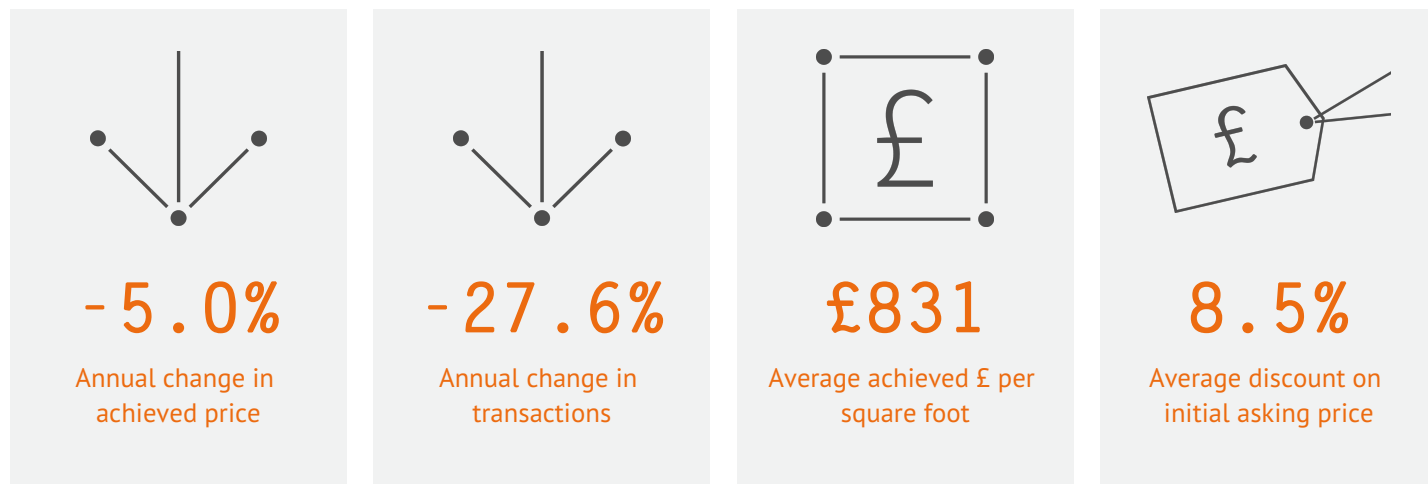 £
£
-5.0%
Annual change in
achieved price
-27.6%
Annual change in
transactions
£831
Average achieved £ per
square foot
8.5%
Average discount on
initial asking price